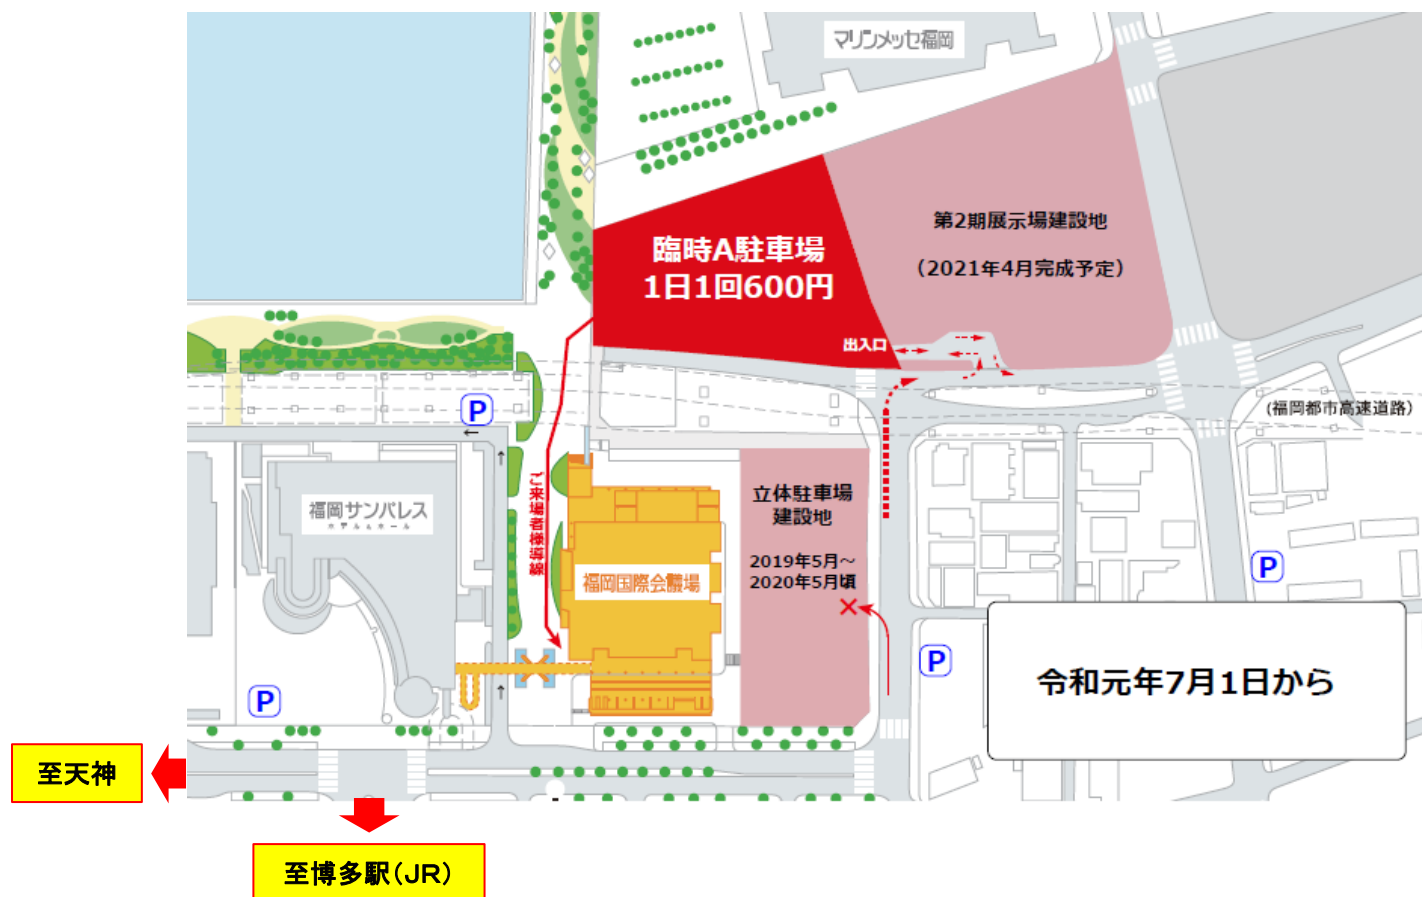 マリンメッセ福岡
第2期展示場建設地
(2021年4月完成予定)
臨時A駐車場
1日1回600円
出入口
(福岡都市高速道路)
P
←
立体駐車場
建設地
2019年5月～
2020年5月頃
ご来場者様導線
福岡サンパレス
ホテル&ホール
福岡国際会議場
P
P
P
令和元年7月1日から
至天神
至博多駅(JR)